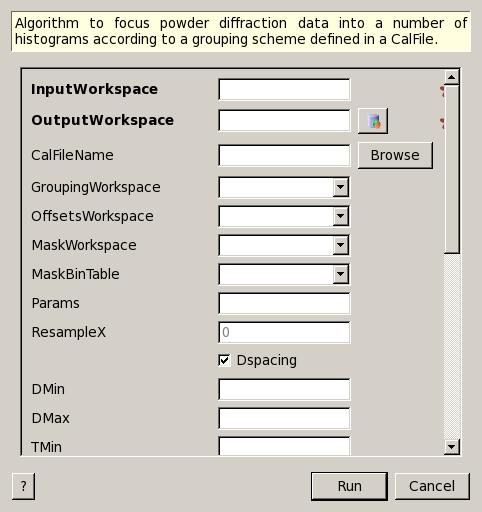 Algorithm to focus powder diffraction data into a number of
histograms according to a grouping scheme defined in a CalFile.
InputWorkspace
OutputWorkspace
CalFileName Browse
GroupingWorkspace
OffsetsWorkspace
MaskWorkspace
MaskBinTable
Params
ResampleX 0
Dspacing
DMin
DMax
TMin
? Run Cancel